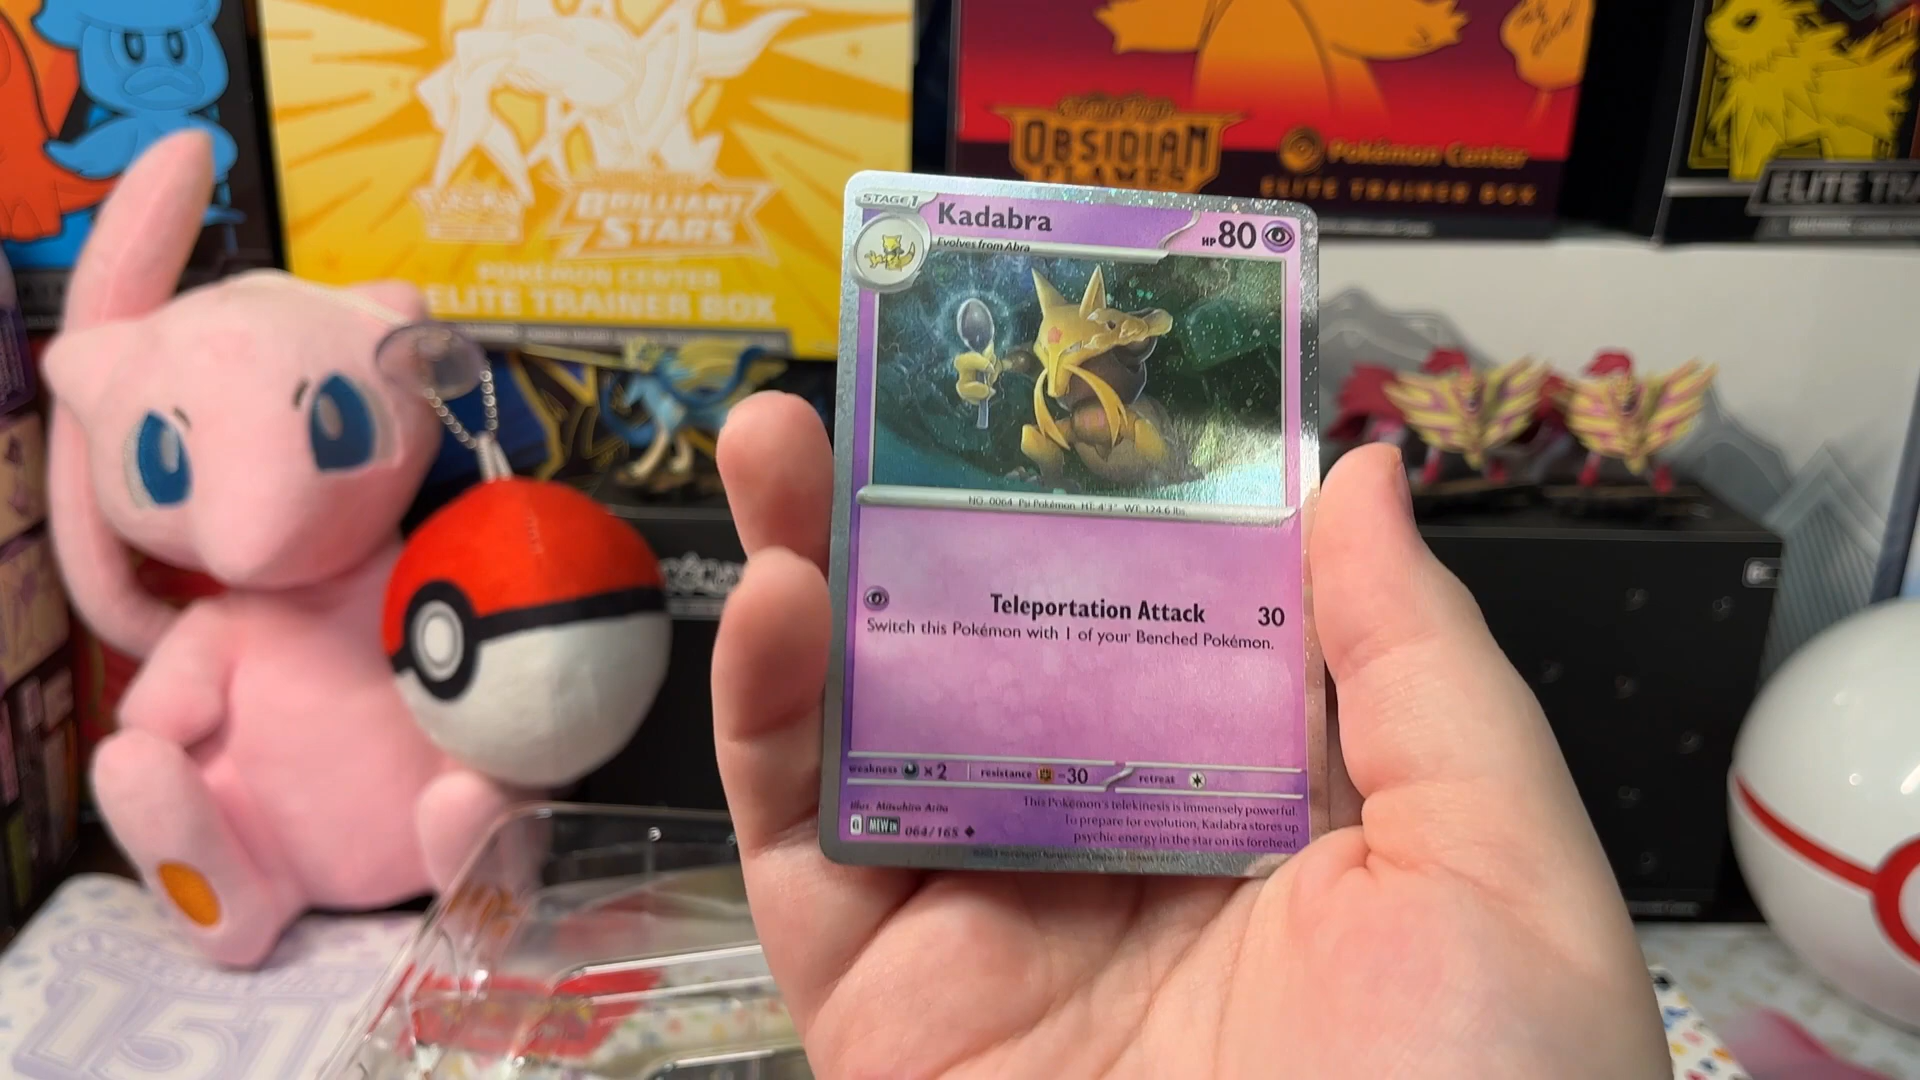 BRILLIANT
STARS
POKÉMON CENTER
ELITE TRAINER BOX
OBSIDIAN
FLAMES
Pokémon Center
ELITE TRAINER BOX
ELITE TRA
STAGE 1
Kadabra
HP 80
Evolves from Abra
NO. 0064 Psi Pokémon HT: 4'3" WT: 124.6 lbs.
Teleportation Attack 30
Switch this Pokémon with 1 of your Benched Pokémon.
weakness ×2 resistance -30 retreat
Illus. Mitsuhiro Arita
G MEW EN 064/165
This Pokémon's telekinesis is immensely powerful.
To prepare for evolution, Kadabra stores up
psychic energy in the star on its forehead.
151